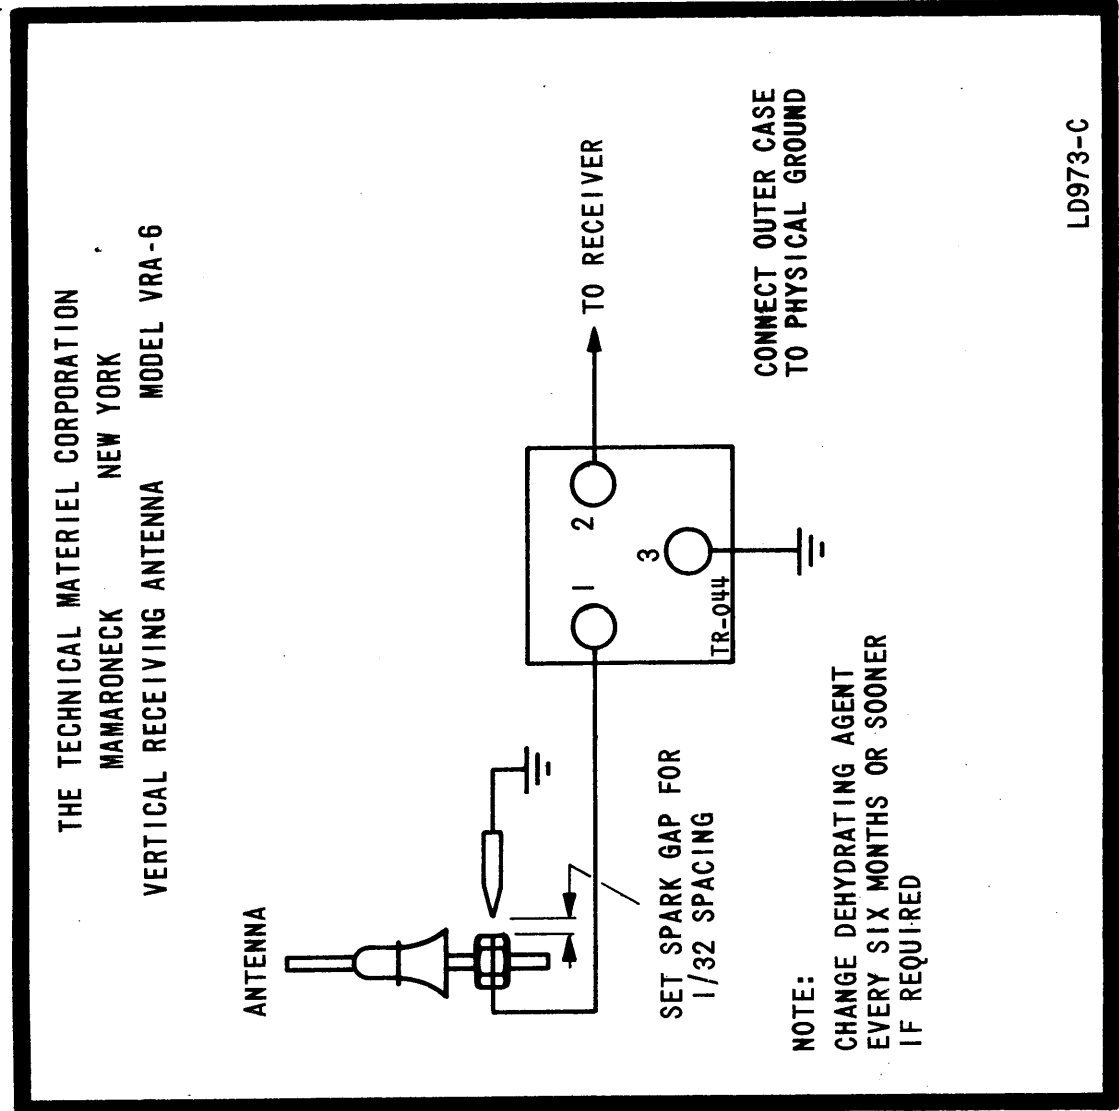 THE TECHNICAL MATERIEL CORPORATION
MAMARONECK NEW YORK
VERTICAL RECEIVING ANTENNA MODEL VRA-6
ANTENNA
SET SPARK GAP FOR
1/32 SPACING
1
2
3
TR-044
TO RECEIVER
CONNECT OUTER CASE
TO PHYSICAL GROUND
NOTE:
CHANGE DEHYDRATING AGENT
EVERY SIX MONTHS OR SOONER
IF REQUIRED
LD973-C